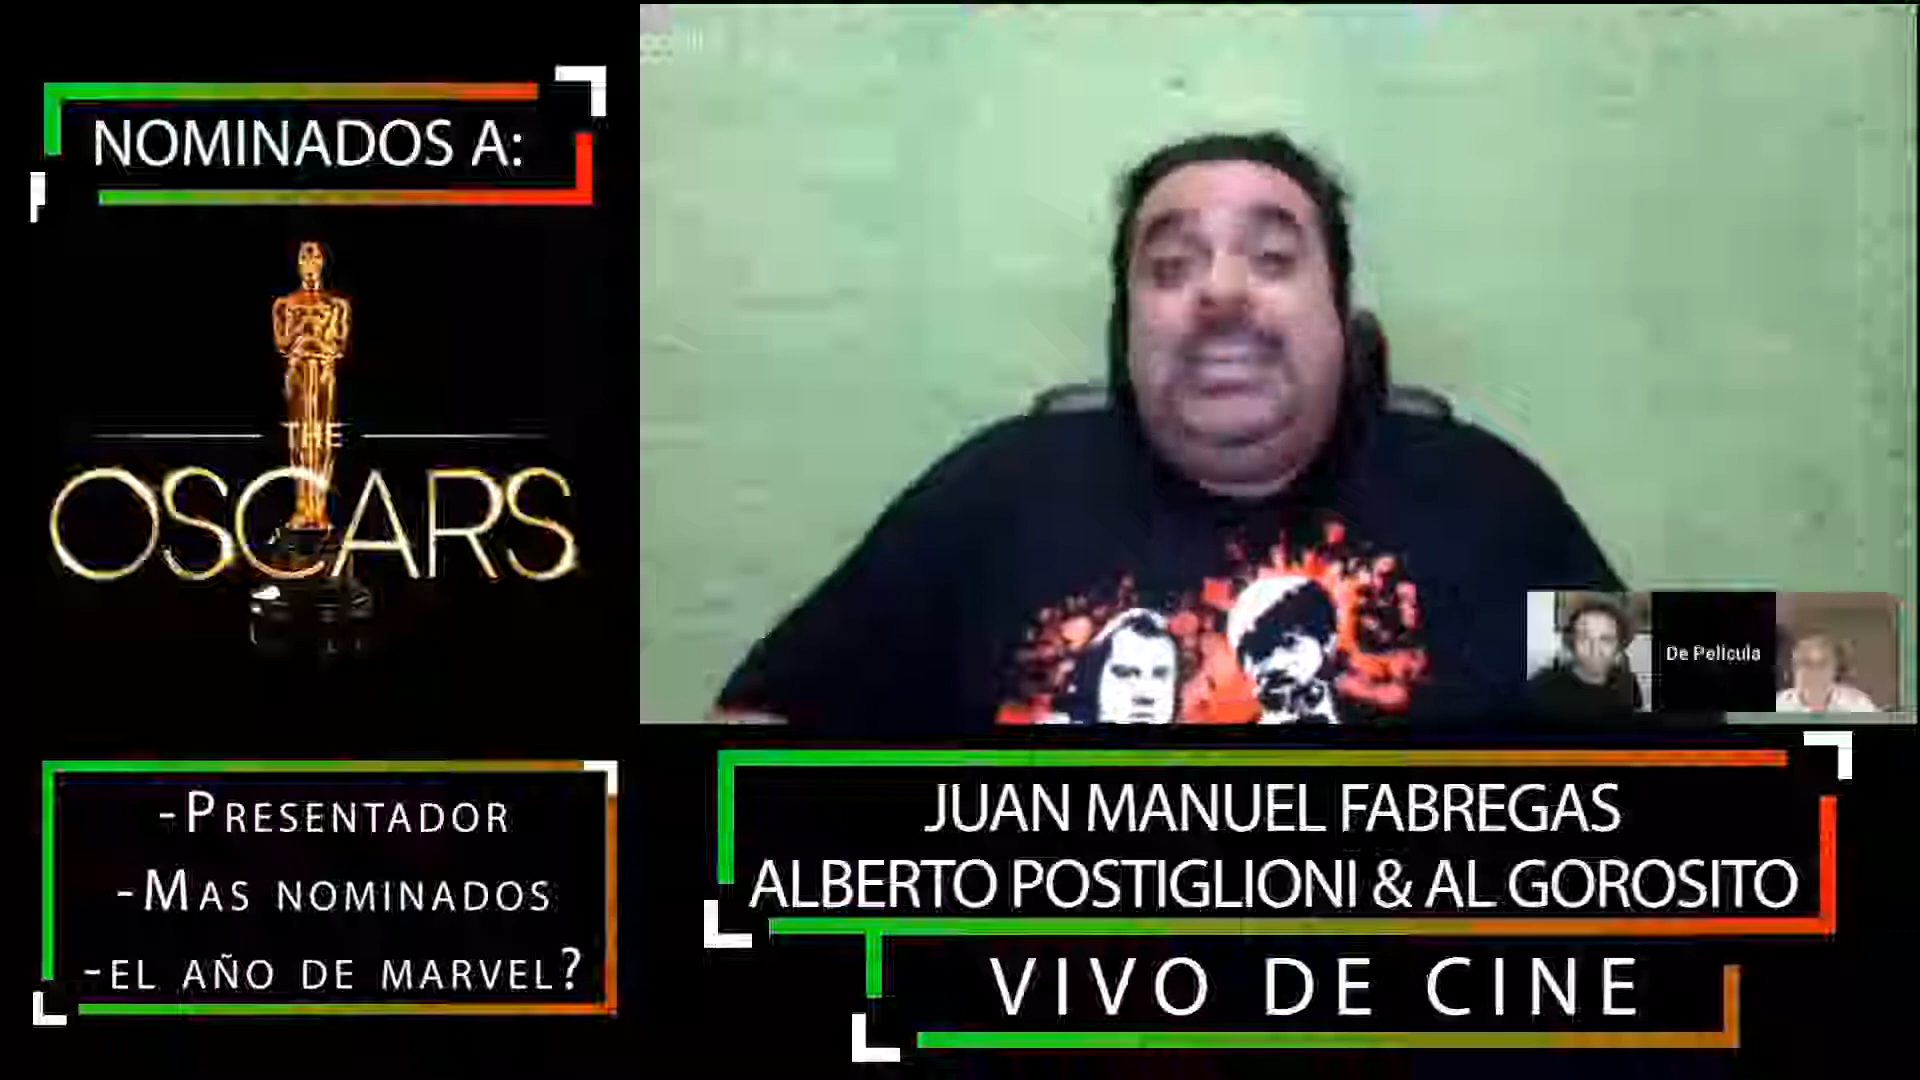 NOMINADOS A:
THE
OSCARS
De Película
-PRESENTADOR
-MAS NOMINADOS
-EL AÑO DE MARVEL?
JUAN MANUEL FABREGAS
ALBERTO POSTIGLIONI & AL GOROSITO
VIVO DE CINE